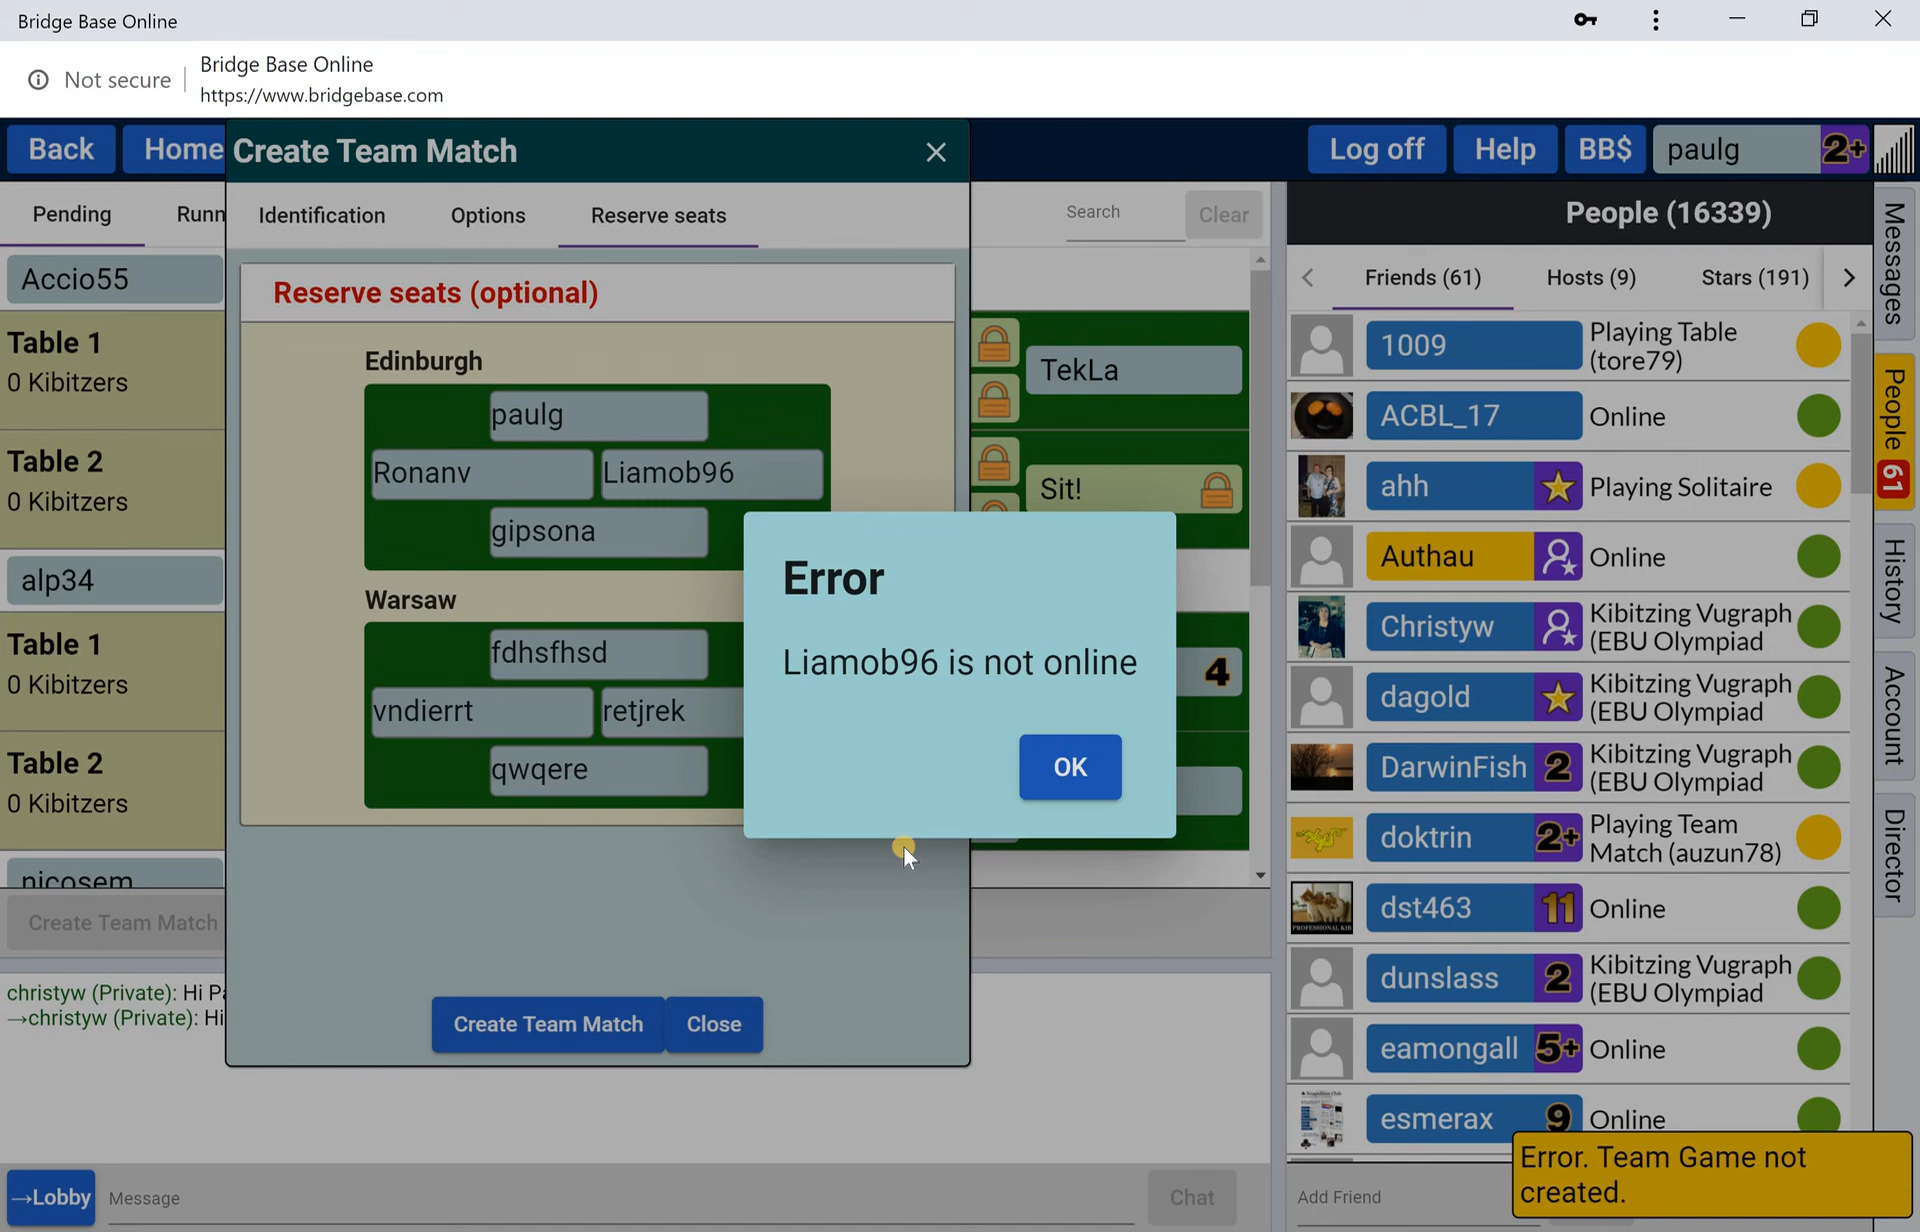 Bridge Base Online
Not secure
Bridge Base Online
https://www.bridgebase.com
Back
Home
Create Team Match
Log off
Help
BB$
paulg
2+
Pending
Identification
Options
Reserve seats
Search
Clear
People (16339)
Friends (61)
Hosts (9)
Stars (191)
Messages
People 61
History
Account
Director
Accio55
Table 1
0 Kibitzers
Table 2
0 Kibitzers
alp34
Table 1
0 Kibitzers
Table 2
0 Kibitzers
nicosem
Create Team Match
Reserve seats (optional)
Edinburgh
paulg
Ronanv
Liamob96
gipsona
Warsaw
fdhsfhsd
vndierrt
retjrek
qwqere
Create Team Match
Close
TekLa
Sit!
4
Error
Liamob96 is not online
OK
1009
Playing Table
(tore79)
ACBL_17
Online
ahh
Playing Solitaire
Authau
Online
Christyw
Kibitzing Vugraph
(EBU Olympiad
dagold
Kibitzing Vugraph
(EBU Olympiad
DarwinFish 2
Kibitzing Vugraph
(EBU Olympiad
doktrin 2+
Playing Team
Match (auzun78)
PROFESSIONAL KIB
dst463 11
Online
dunslass 2
Kibitzing Vugraph
(EBU Olympiad
eamongall 5+
Online
esmerax 9
Online
christyw (Private): Hi
→christyw (Private): Hi
→Lobby
Message
Chat
Add Friend
Error. Team Game not
created.